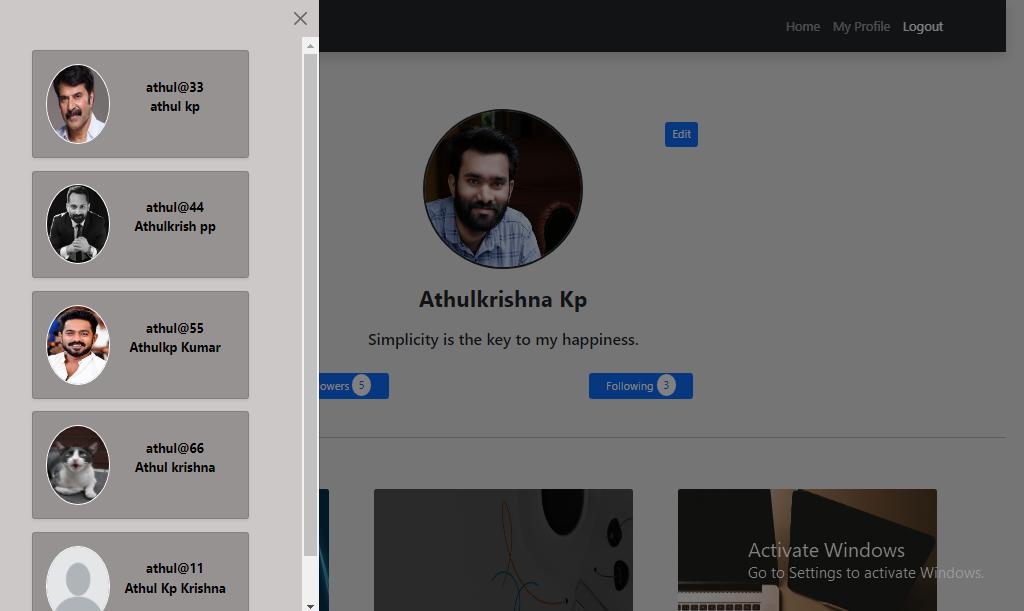 Home My Profile Logout
athul@33
athul kp
Edit
athul@44
Athulkrish pp
Athulkrishna Kp
athul@55
Athulkp Kumar
Simplicity is the key to my happiness.
owers 5
Following 3
athul@66
Athul krishna
athul@11
Athul Kp Krishna
Activate Windows
Go to Settings to activate Windows.